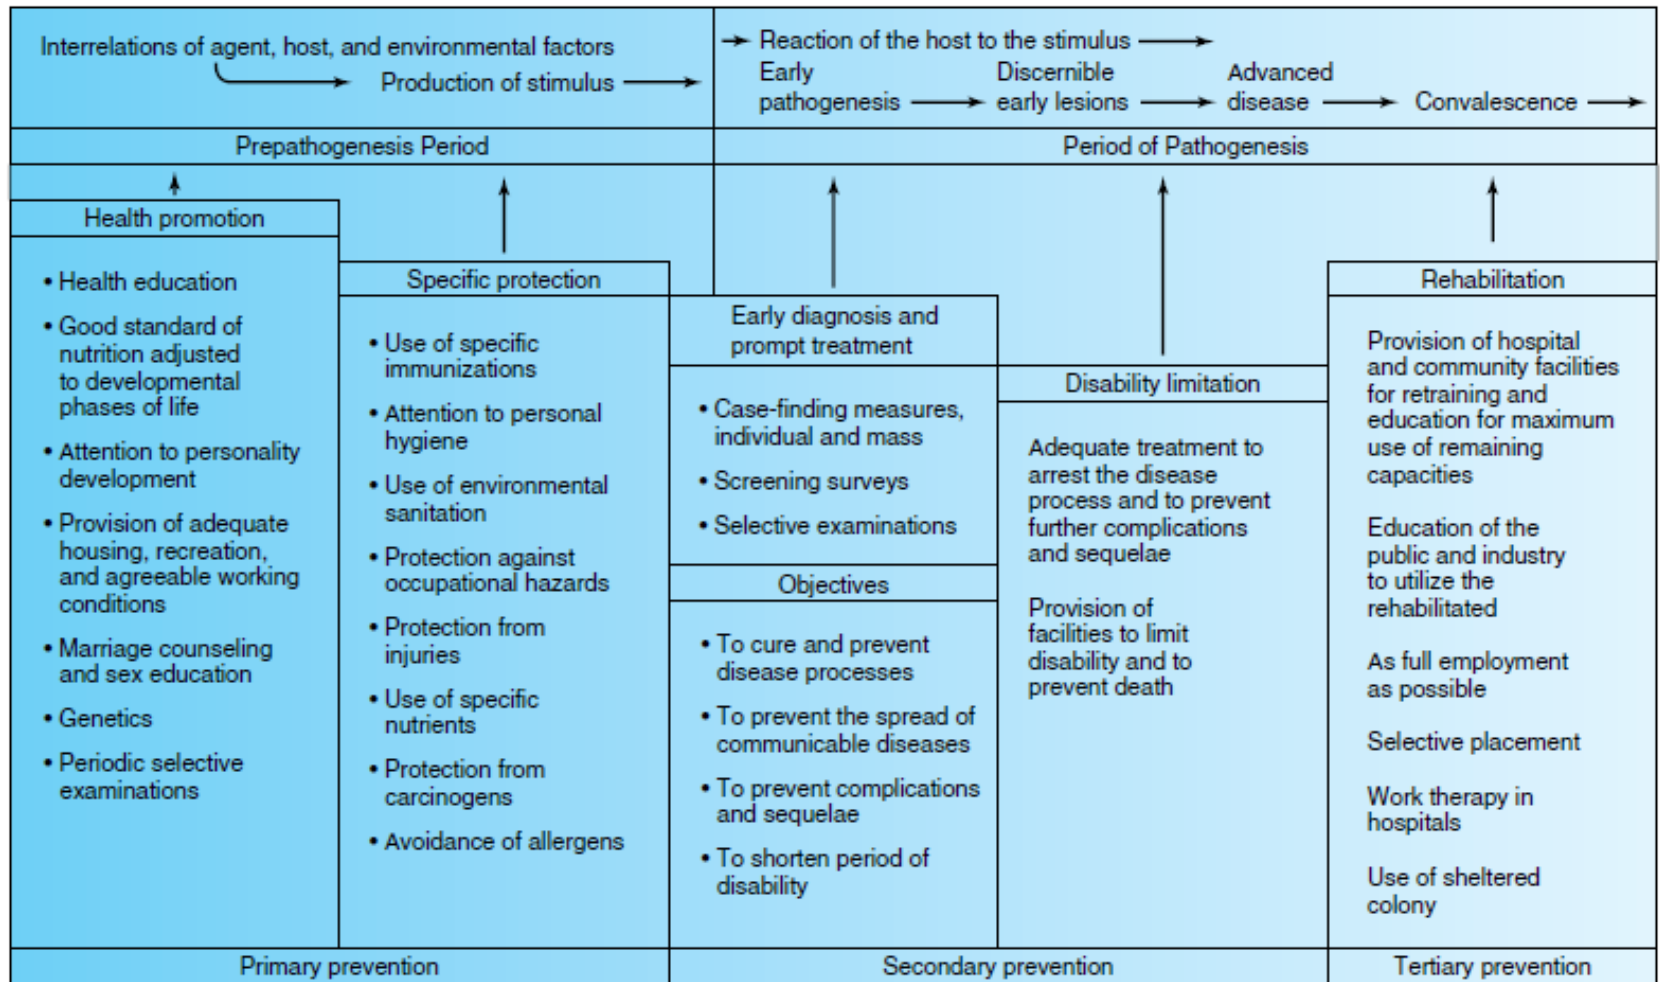 Interrelations of agent, host, and environmental factors
Production of stimulus
Reaction of the host to the stimulus
Early
pathogenesis
Discernible
early lesions
Advanced
disease
Convalescence
Prepathogenesis Period
Period of Pathogenesis
Health promotion
• Health education
• Good standard of
nutrition adjusted
to developmental
phases of life
• Attention to personality
development
• Provision of adequate
housing, recreation,
and agreeable working
conditions
• Marriage counseling
and sex education
• Genetics
• Periodic selective
examinations
Specific protection
• Use of specific
immunizations
• Attention to personal
hygiene
• Use of environmental
sanitation
• Protection against
occupational hazards
• Protection from
injuries
• Use of specific
nutrients
• Protection from
carcinogens
• Avoidance of allergens
Early diagnosis and
prompt treatment
• Case-finding measures,
individual and mass
• Screening surveys
• Selective examinations
Objectives
• To cure and prevent
disease processes
• To prevent the spread of
communicable diseases
• To prevent complications
and sequelae
• To shorten period of
disability
Disability limitation
Adequate treatment to
arrest the disease
process and to prevent
further complications
and sequelae
Provision of
facilities to limit
disability and to
prevent death
Rehabilitation
Provision of hospital
and community facilities
for retraining and
education for maximum
use of remaining
capacities
Education of the
public and industry
to utilize the
rehabilitated
As full employment
as possible
Selective placement
Work therapy in
hospitals
Use of sheltered
colony
Primary prevention
Secondary prevention
Tertiary prevention